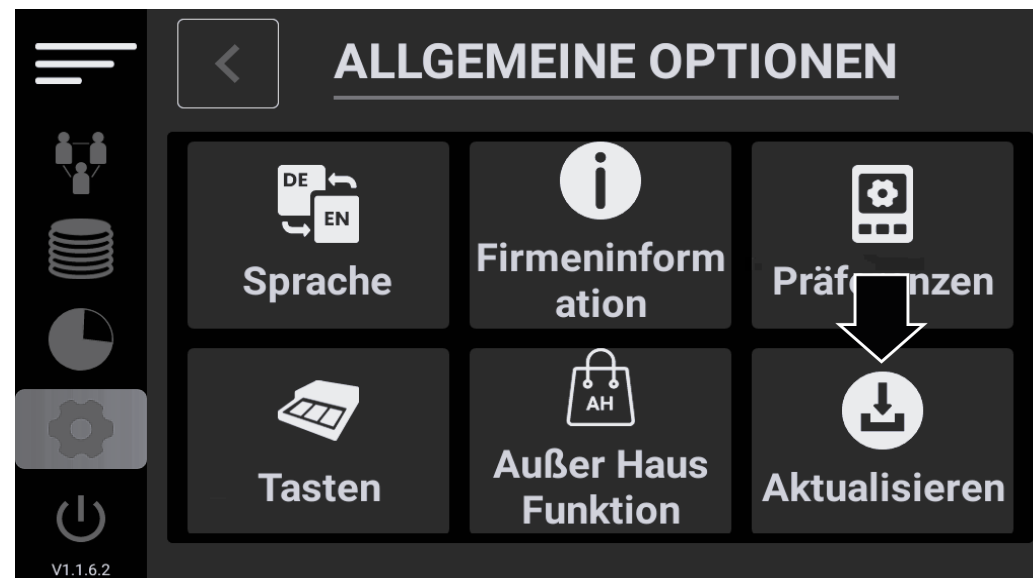 ALLGEMEINE OPTIONEN
DE
EN
Sprache
Firmeninform
ation
Tasten
AH
Außer Haus
Funktion
Aktualisieren
V1.1.6.2